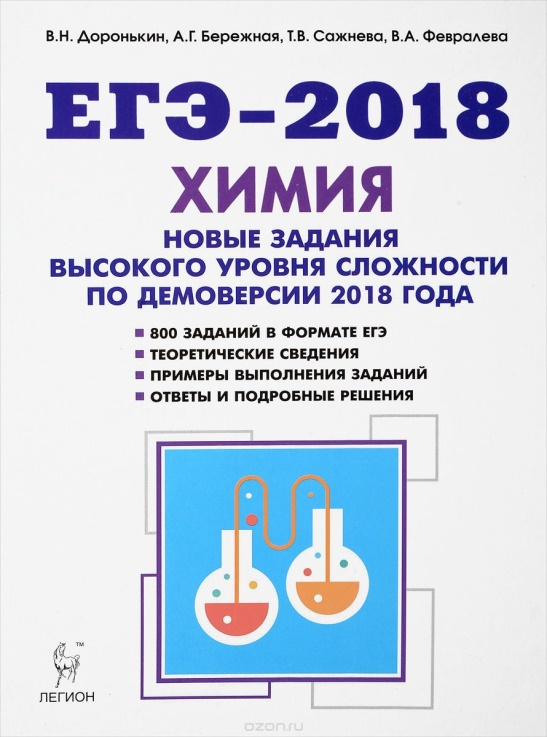 В.Н. Доронькин, А.Г. Бережная, Т.В. Сажнева, В.А. Февралева
ЕГЭ–2018
ХИМИЯ
НОВЫЕ ЗАДАНИЯ
ВЫСОКОГО УРОВНЯ СЛОЖНОСТИ
ПО ДЕМОВЕРСИИ 2018 ГОДА
800 ЗАДАНИЙ В ФОРМАТЕ ЕГЭ
ТЕОРЕТИЧЕСКИЕ СВЕДЕНИЯ
ПРИМЕРЫ ВЫПОЛНЕНИЯ ЗАДАНИЙ
ОТВЕТЫ И ПОДРОБНЫЕ РЕШЕНИЯ
TM
ЛЕГИОН
ozon.ru